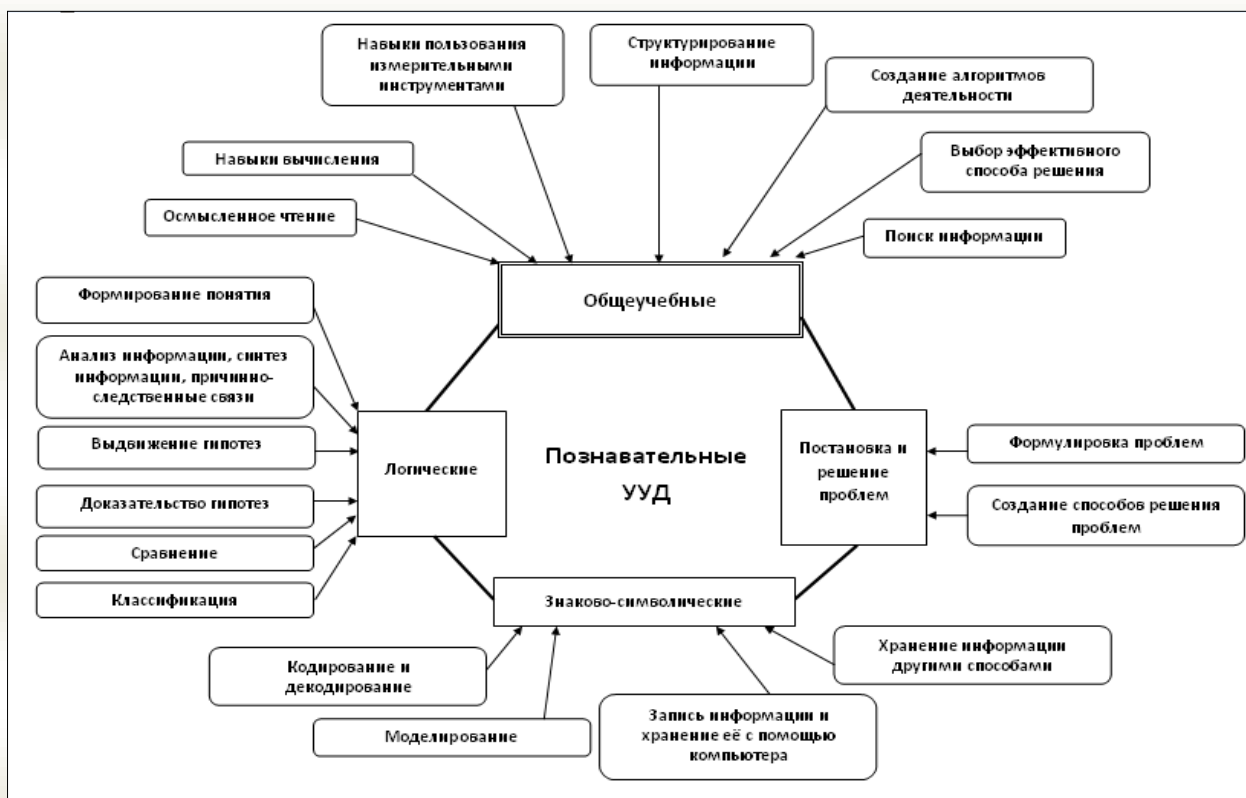 Навыки пользования
измерительными
инструментами
Структурирование
информации
Создание алгоритмов
деятельности
Навыки вычисления
Выбор эффективного
способа решения
Осмысленное чтение
Поиск информации
Общеучебные
Формирование понятия
Анализ информации, синтез
информации, причинно-
следственные связи
Выдвижение гипотез
Доказательство гипотез
Сравнение
Классификация
Логические
Познавательные
УУД
Постановка и
решение
проблем
Формулировка проблем
Создание способов решения
проблем
Знаково-символические
Кодирование и
декодирование
Моделирование
Запись информации и
хранение её с помощью
компьютера
Хранение информации
другими способами